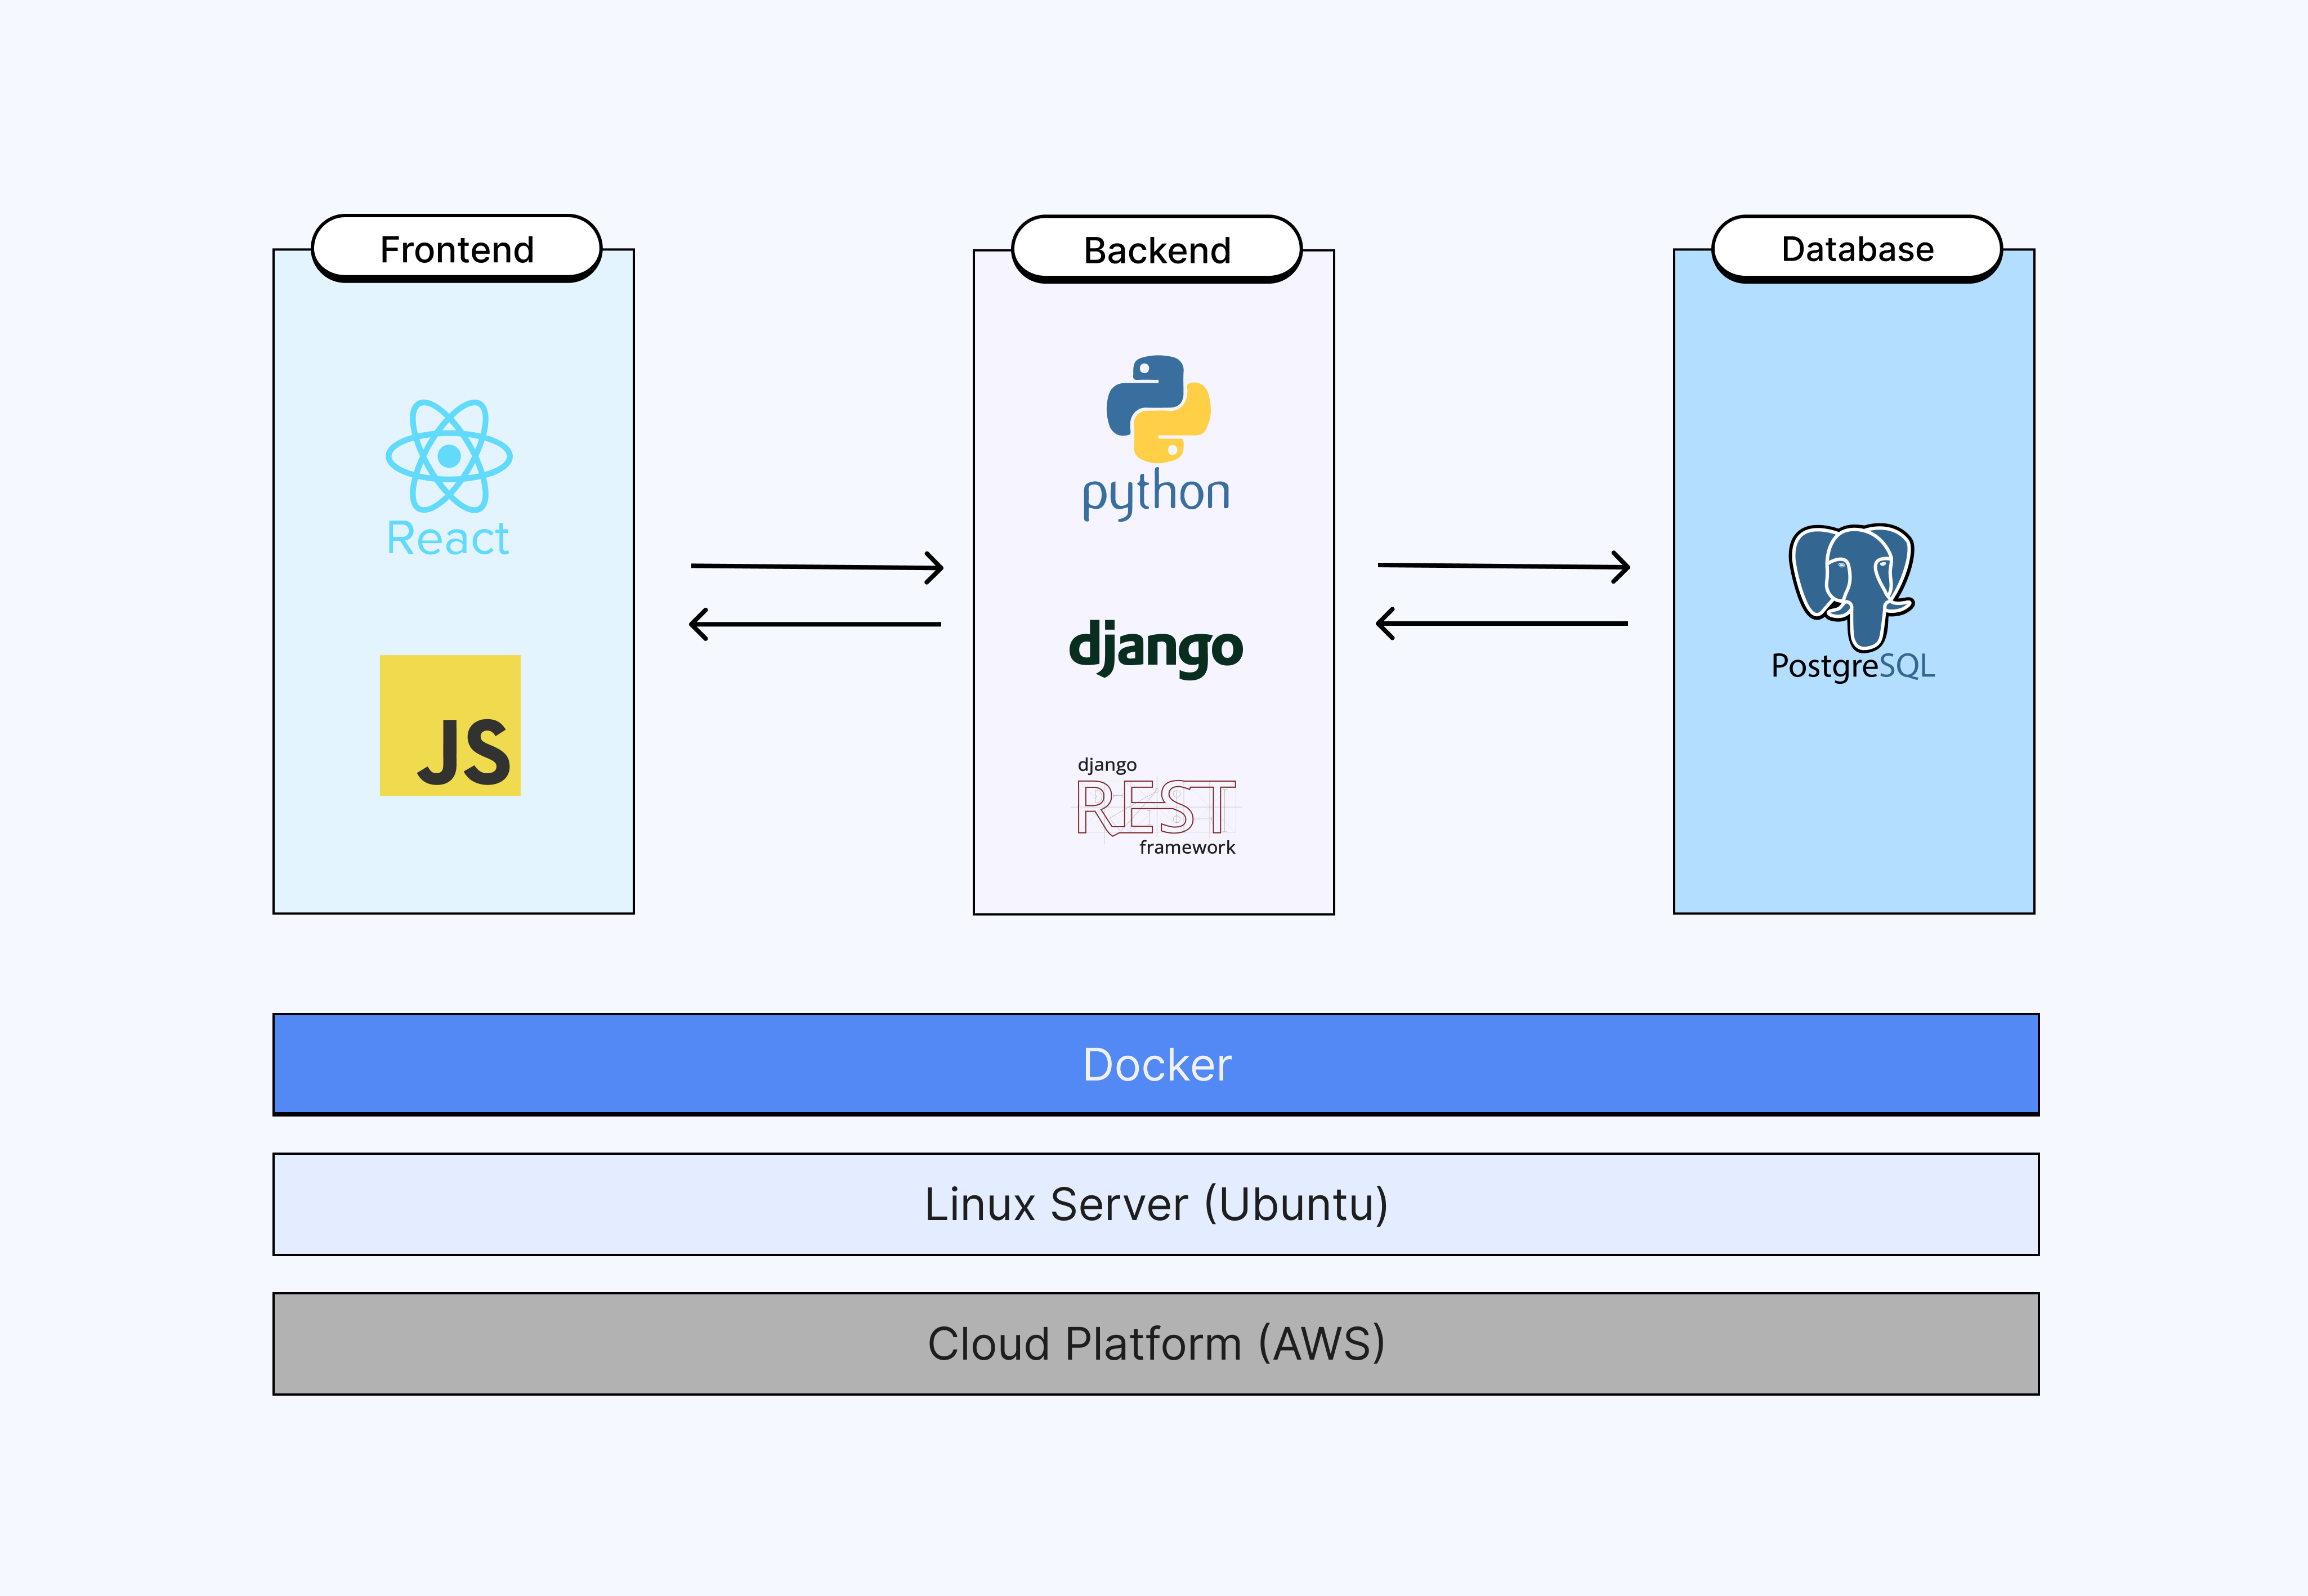 Frontend
Backend
Database
React
JS
python
django
django
REST
framework
PostgreSQL
Docker
Linux Server (Ubuntu)
Cloud Platform (AWS)